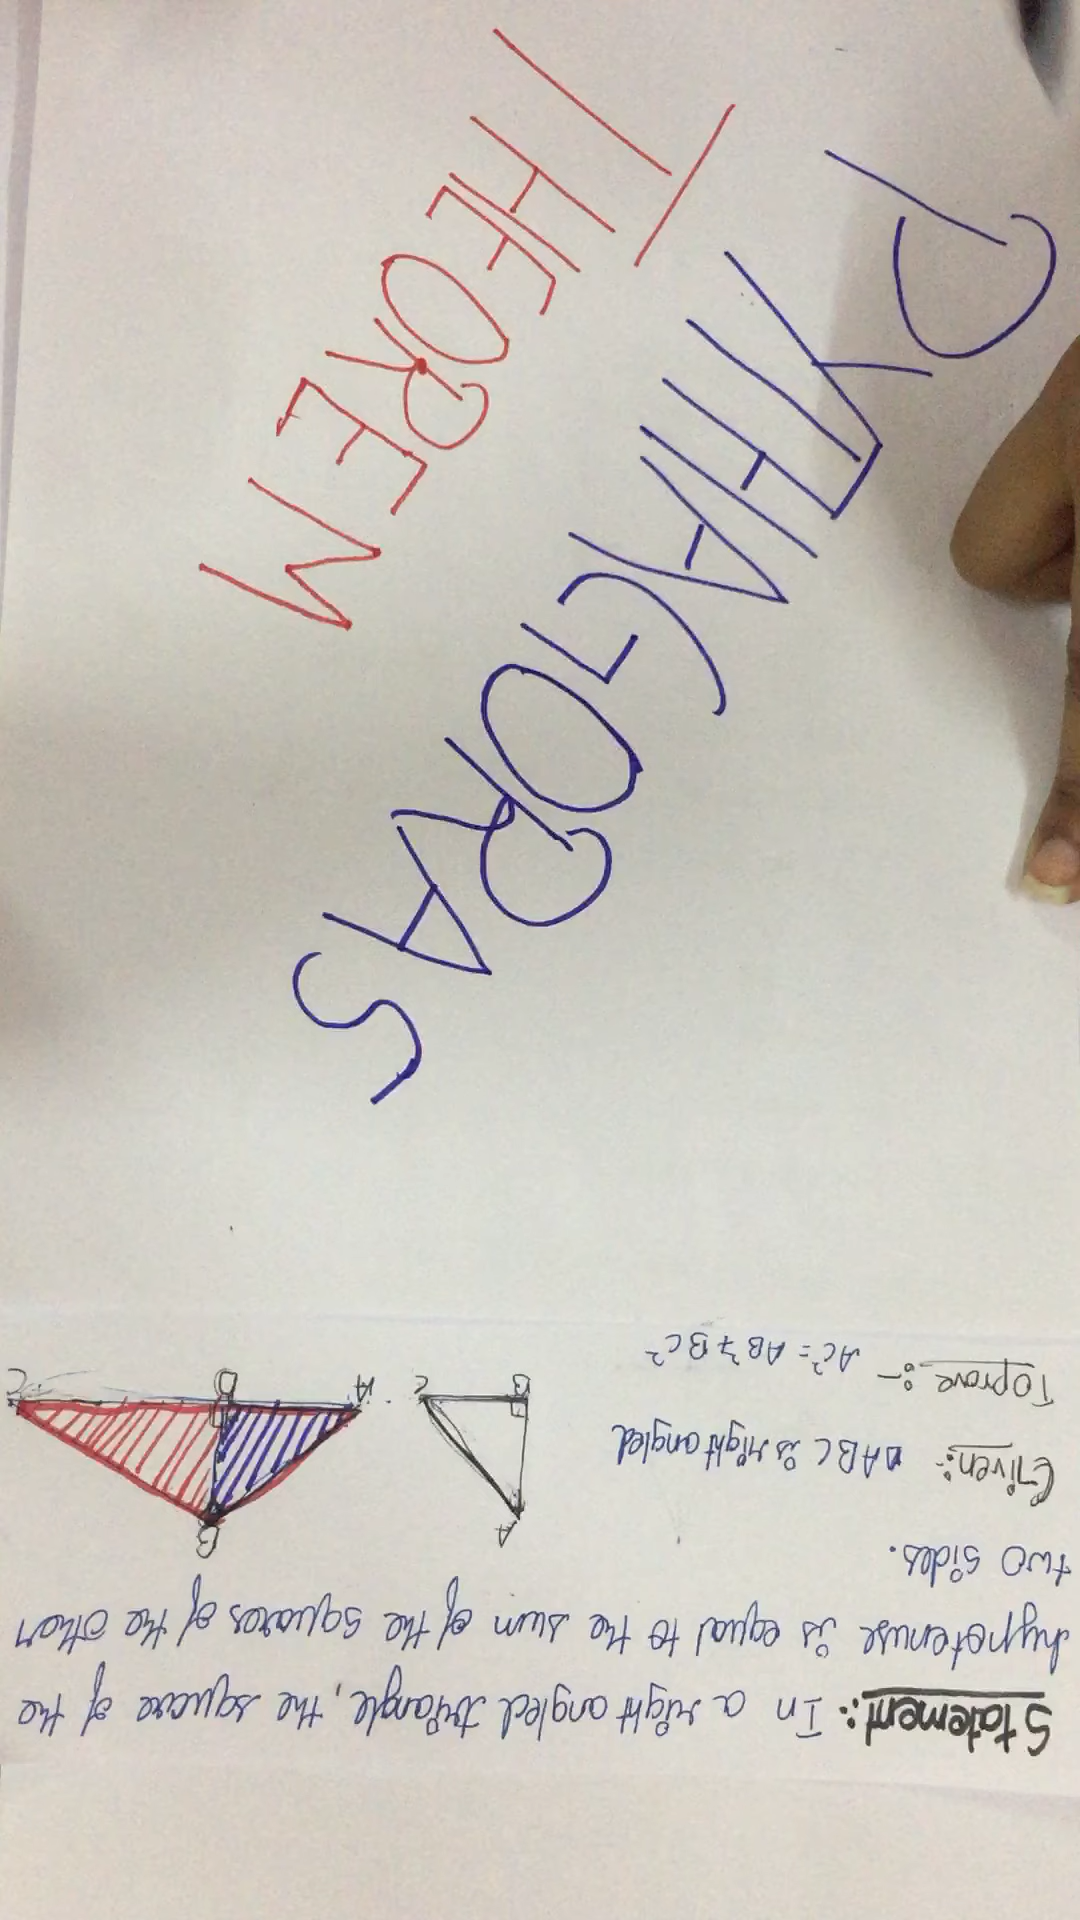 PYTHAGORAS
THEOREM
Statement:- In a right angled triangle, the square of the
hypotenuse is equal to the sum of the squares of the other
two sides.
Given:- ΔABC is right angled
To prove :- AC² = AB² + BC²
A
B C
B
A D C